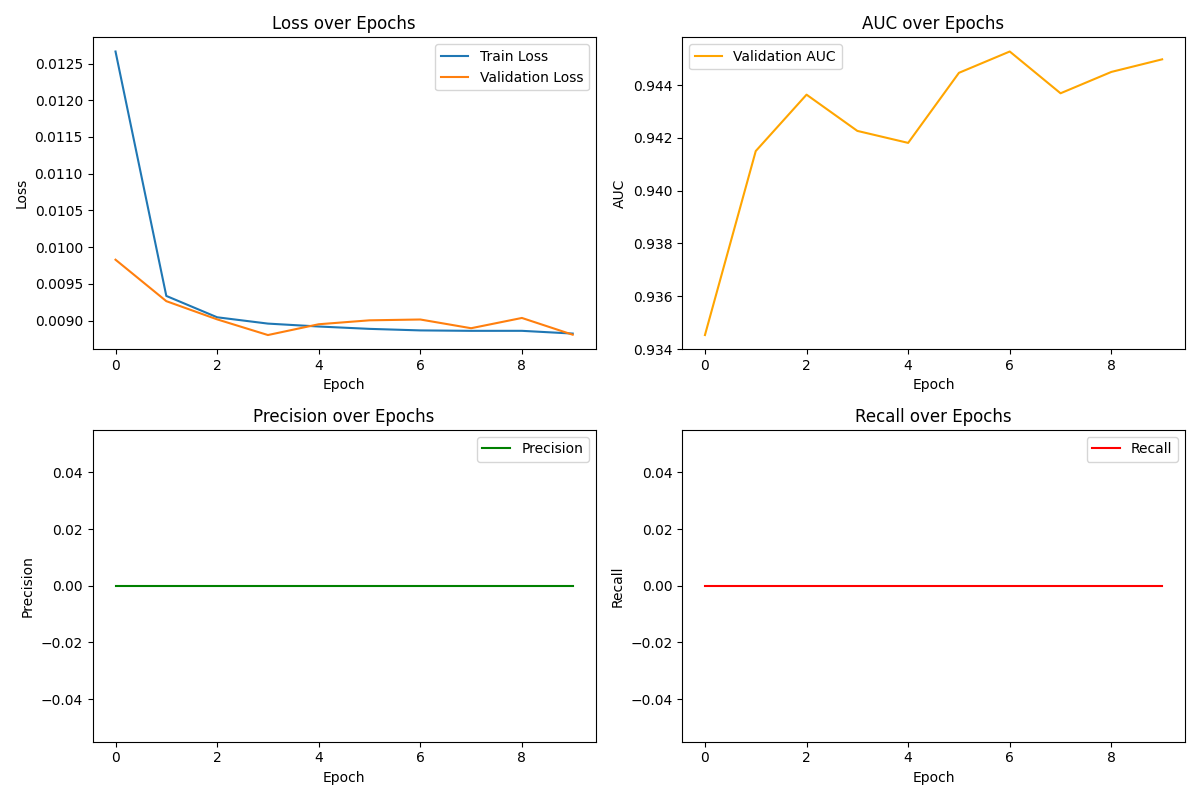 Loss over Epochs
0.0125
0.0120
0.0115
0.0110
0.0105
0.0100
0.0095
0.0090
Loss
Train Loss
Validation Loss
0 2 4 6 8
Epoch
AUC over Epochs
0.944
0.942
0.940
0.938
0.936
0.934
AUC
Validation AUC
0 2 4 6 8
Epoch
Precision over Epochs
0.04
0.02
0.00
−0.02
−0.04
Precision
Precision
0 2 4 6 8
Epoch
Recall over Epochs
0.04
0.02
0.00
−0.02
−0.04
Recall
Recall
0 2 4 6 8
Epoch